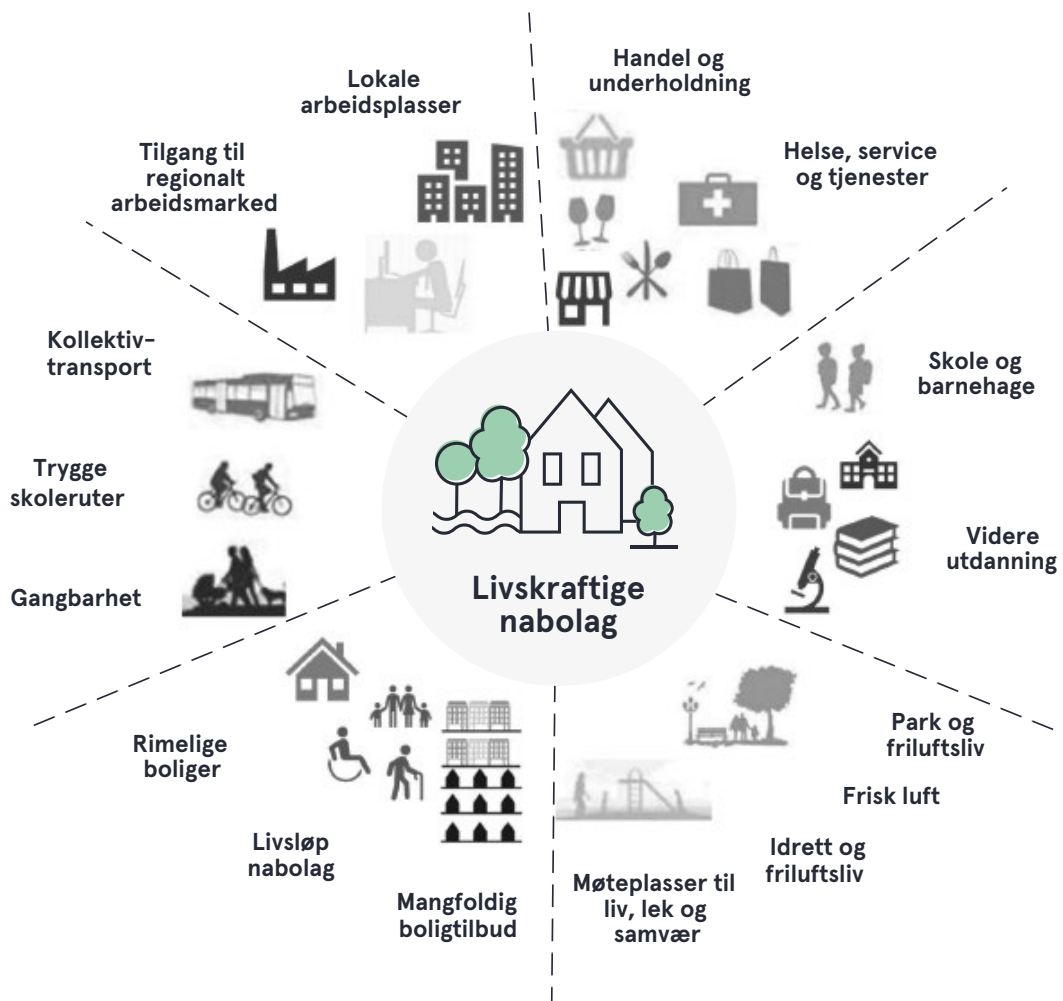 Handel og
underholdning
Lokale
arbeidsplasser
Tilgang til
regionalt
arbeidsmarked
Helse, service
og tjenester
Kollektiv-
transport
Skole og
barnehage
Trygge
skoleruter
Videre
utdanning
Gangbarhet
Livskraftige
nabolag
Park og
friluftsliv
Rimelige
boliger
Frisk luft
Livsløp
nabolag
Idrett og
friluftsliv
Mangfoldig
boligtilbud
Møteplasser til
liv, lek og
samvær